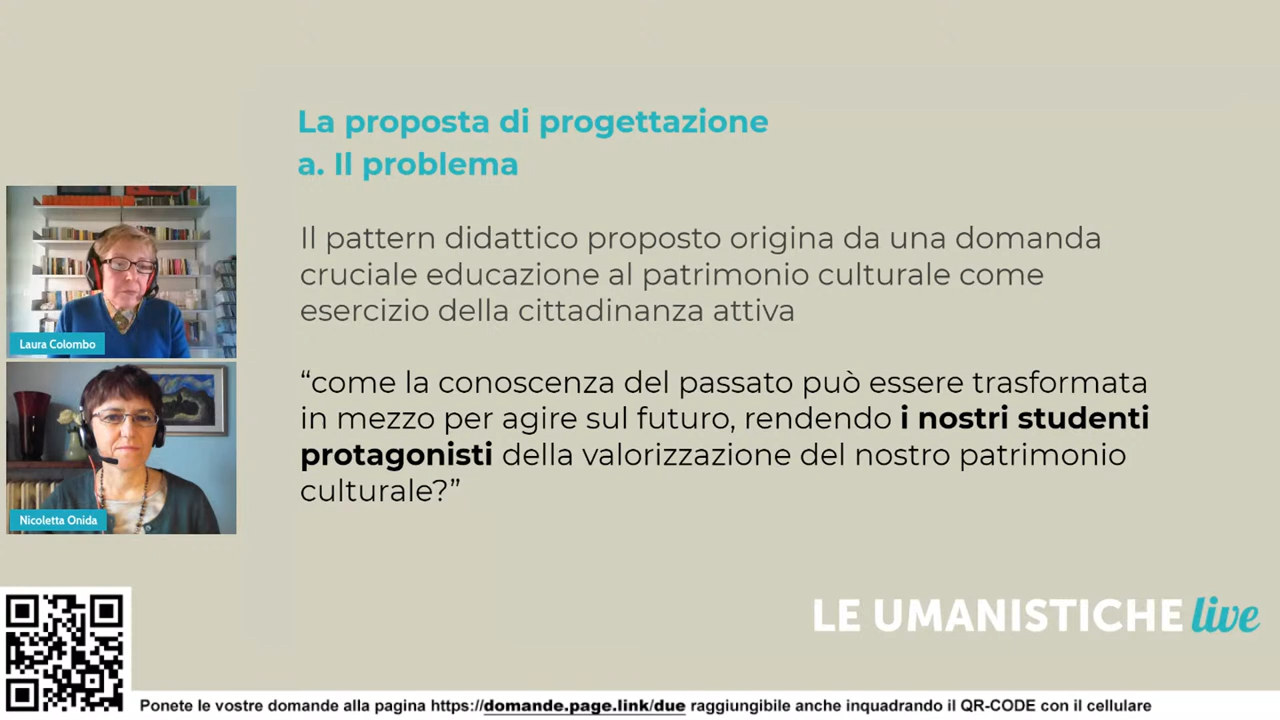 La proposta di progettazione
a. Il problema
Il pattern didattico proposto origina da una domanda
cruciale educazione al patrimonio culturale come
esercizio della cittadinanza attiva
“come la conoscenza del passato può essere trasformata
in mezzo per agire sul futuro, rendendo i nostri studenti
protagonisti della valorizzazione del nostro patrimonio
culturale?”
Laura Colombo
Nicoletta Onida
LE UMANISTICHE live
Ponete le vostre domande alla pagina https://domande.page.link/due raggiungibile anche inquadrando il QR-CODE con il cellulare